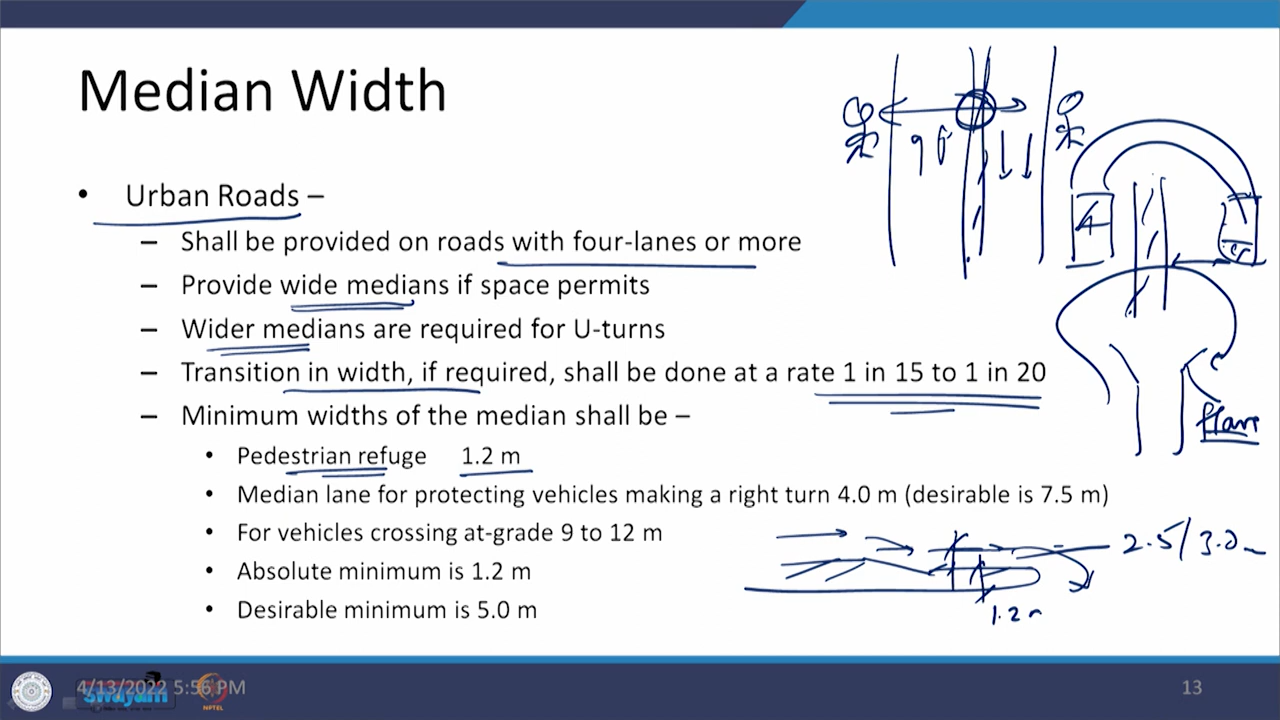 Median Width
• Urban Roads –
– Shall be provided on roads with four-lanes or more
– Provide wide medians if space permits
– Wider medians are required for U-turns
– Transition in width, if required, shall be done at a rate 1 in 15 to 1 in 20
– Minimum widths of the median shall be –
• Pedestrian refuge 1.2 m
• Median lane for protecting vehicles making a right turn 4.0 m (desirable is 7.5 m)
• For vehicles crossing at-grade 9 to 12 m
• Absolute minimum is 1.2 m
• Desirable minimum is 5.0 m
flare
2.5/3.0 m
1.2 m
4/13/2022 5:56 PM
swayam
NPTEL
13